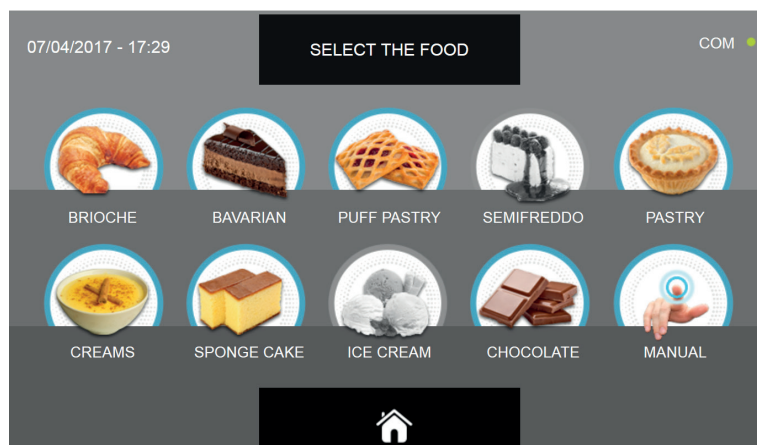 07/04/2017 - 17:29
SELECT THE FOOD
COM
BRIOCHE
BAVARIAN
PUFF PASTRY
SEMIFREDDO
PASTRY
CREAMS
SPONGE CAKE
ICE CREAM
CHOCOLATE
MANUAL